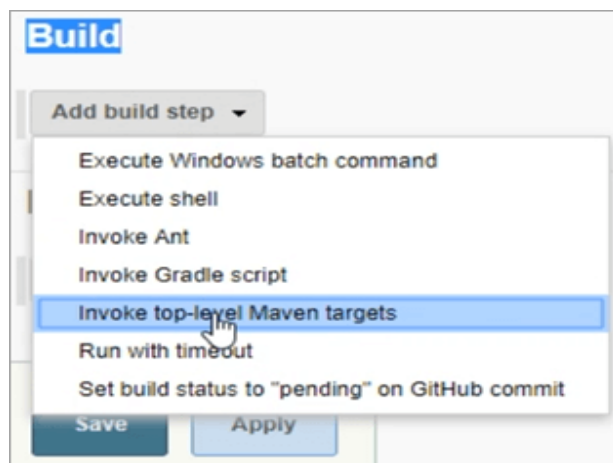 Build
Add build step
Execute Windows batch command
Execute shell
Invoke Ant
Invoke Gradle script
Invoke top-level Maven targets
Run with timeout
Set build status to "pending" on GitHub commit
Save
Apply